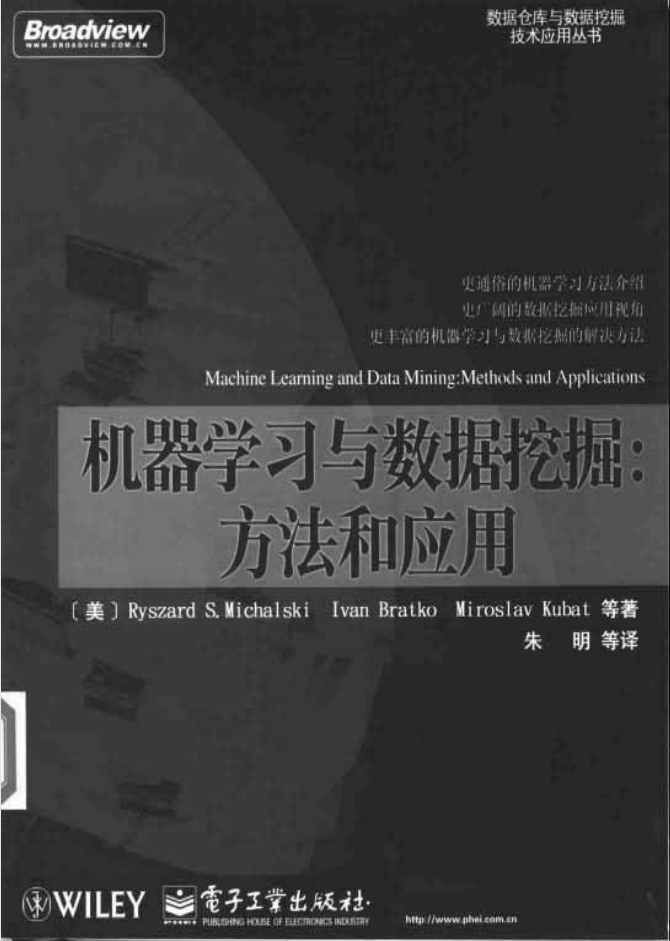 Broadview
WWW.BROADVIEW.COM.CN
数据仓库与数据挖掘
技术应用丛书
更通俗的机器学习方法介绍
更广阔的数据挖掘应用视角
更丰富的机器学习与数据挖掘的解决方法
Machine Learning and Data Mining:Methods and Applications
机器学习与数据挖掘:
方法和应用
〔美〕Ryszard S.Michalski Ivan Bratko Miroslav Kubat 等著
朱 明 等译
WILEY
電子工業出版社·
PUBLISHING HOUSE OF ELECTRONICS INDUSTRY
http://www.phei.com.cn